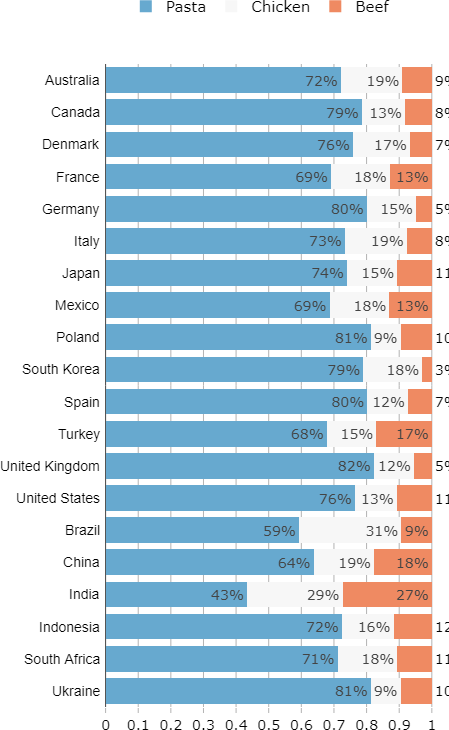 Pasta Chicken Beef
Australia 72% 19% 9%
Canada 79% 13% 8%
Denmark 76% 17% 7%
France 69% 18% 13%
Germany 80% 15% 5%
Italy 73% 19% 8%
Japan 74% 15% 11
Mexico 69% 18% 13%
Poland 81% 9% 10
South Korea 79% 18% 3%
Spain 80% 12% 7%
Turkey 68% 15% 17%
United Kingdom 82% 12% 5%
United States 76% 13% 11
Brazil 59% 31% 9%
China 64% 19% 18%
India 43% 29% 27%
Indonesia 72% 16% 12
South Africa 71% 18% 11
Ukraine 81% 9% 10
0 0.1 0.2 0.3 0.4 0.5 0.6 0.7 0.8 0.9 1